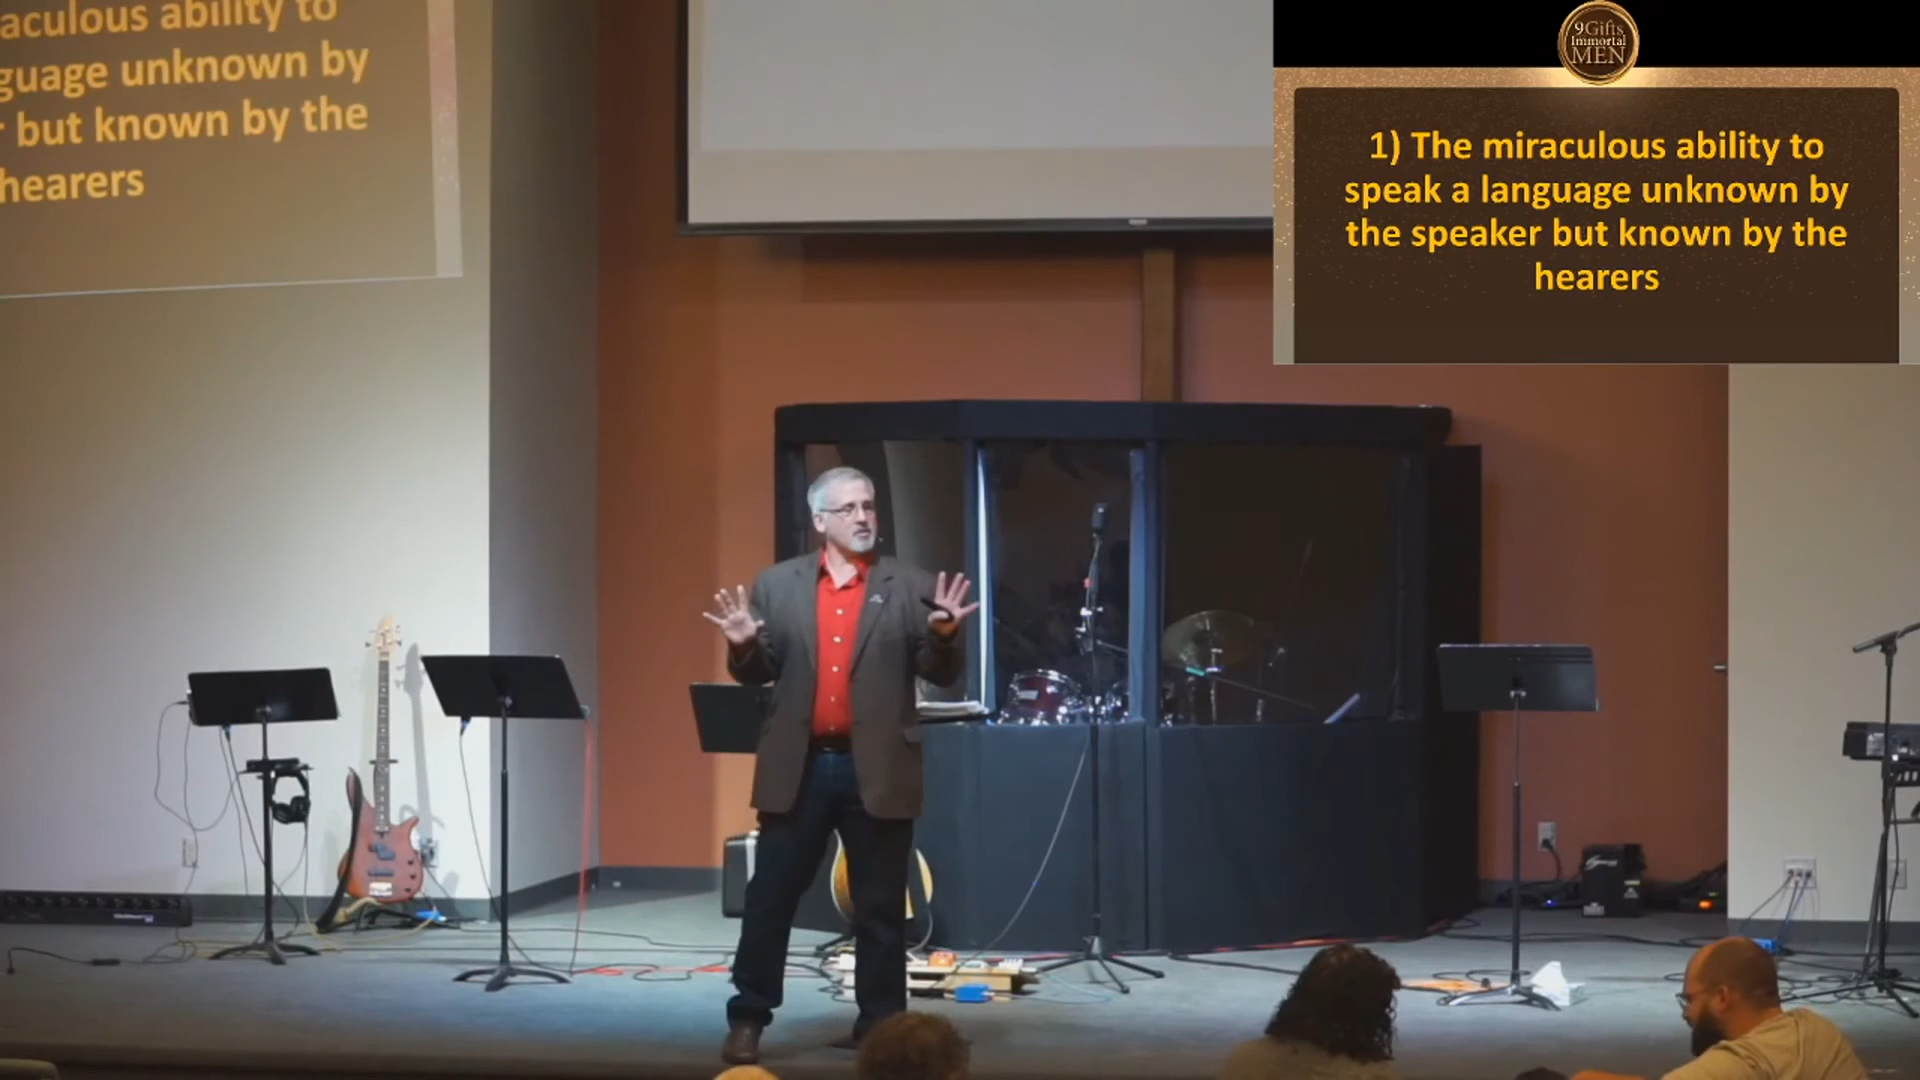 aculous ability to
guage unknown by
but known by the
hearers
9Gifts
Immortal
MEN
1) The miraculous ability to
speak a language unknown by
the speaker but known by the
hearers